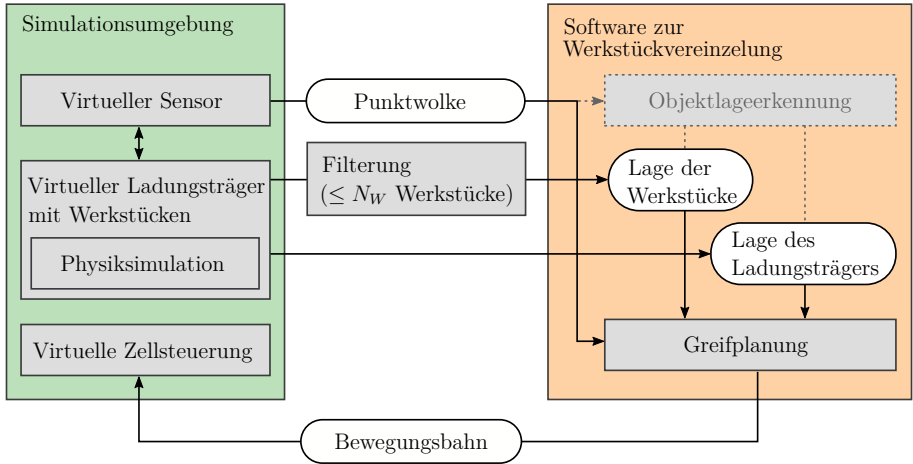 Simulationsumgebung
Virtueller Sensor
Virtueller Ladungsträger
mit Werkstücken
Physiksimulation
Virtuelle Zellsteuerung
Punktwolke
Filterung
(≤ N_W Werkstücke)
Bewegungsbahn
Software zur
Werkstückvereinzelung
Objektlageerkennung
Lage der
Werkstücke
Lage des
Ladungsträgers
Greifplanung